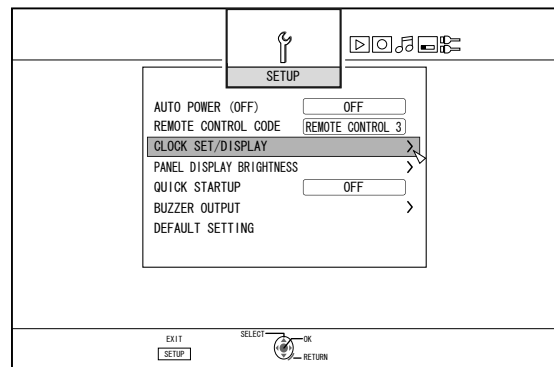 SETUP
AUTO POWER (OFF) OFF
REMOTE CONTROL CODE REMOTE CONTROL 3
CLOCK SET/DISPLAY
PANEL DISPLAY BRIGHTNESS
QUICK STARTUP OFF
BUZZER OUTPUT
DEFAULT SETTING
EXIT SELECT OK
SETUP RETURN